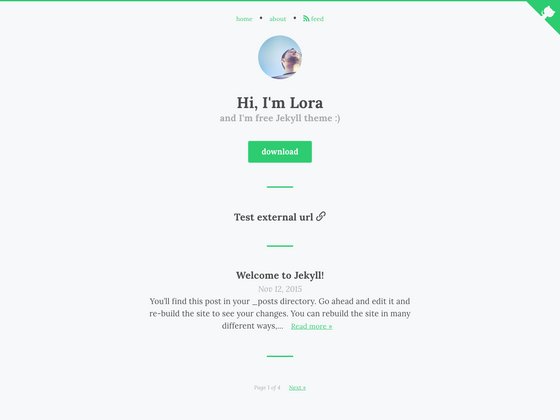 home • about • feed
Hi, I'm Lora
and I'm free Jekyll theme :)
download
Test external url
Welcome to Jekyll!
Nov 12, 2015
You'll find this post in your _posts directory. Go ahead and edit it and
re-build the site to see your changes. You can rebuild the site in many
different ways,... Read more »
Page 1 of 4 Next »